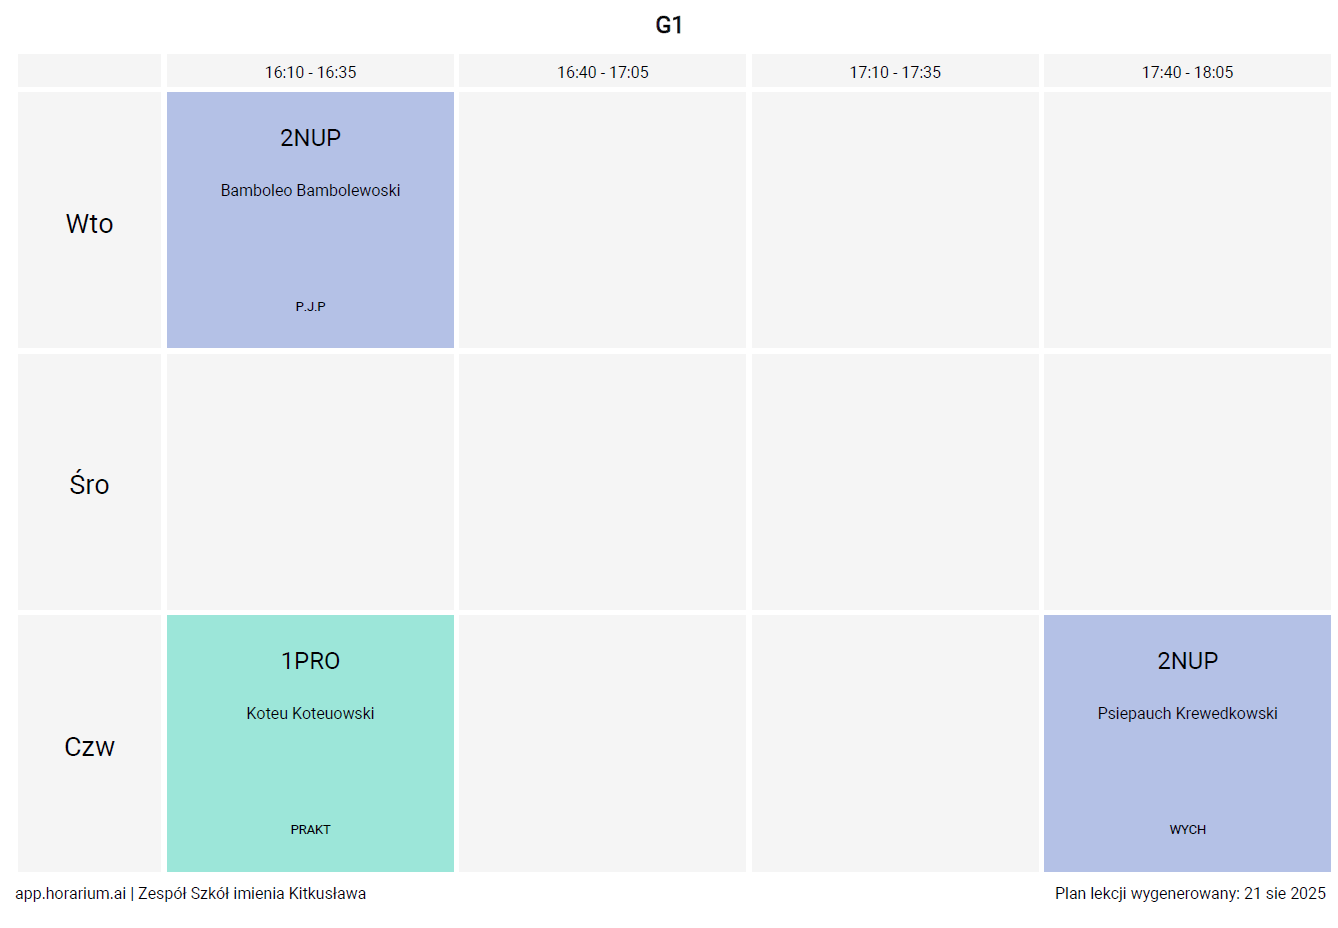 G1
16:10 - 16:35
16:40 - 17:05
17:10 - 17:35
17:40 - 18:05
Wto
2NUP
Bamboleo Bambolewoski
P.J.P
Śro
Czw
1PRO
Koteu Koteuowski
PRAKT
2NUP
Psiepauch Krewedkowski
WYCH
app.horarium.ai | Zespół Szkół imienia Kitkusława
Plan lekcji wygenerowany: 21 sie 2025